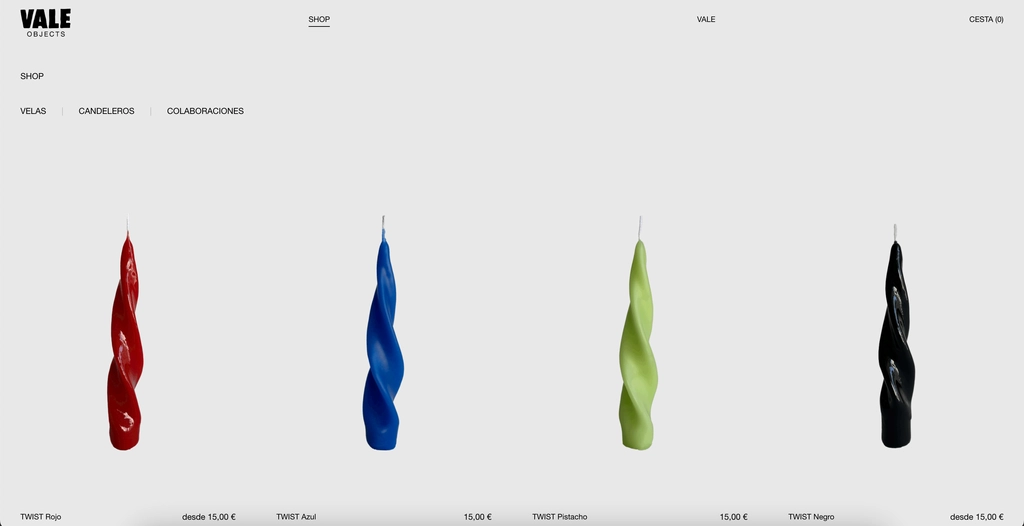 VALE
OBJECTS
SHOP
VALE
CESTA (0)
SHOP
VELAS
CANDELEROS
COLABORACIONES
TWIST Rojo
desde 15,00 €
TWIST Azul
15,00 €
TWIST Pistacho
15,00 €
TWIST Negro
desde 15,00 €